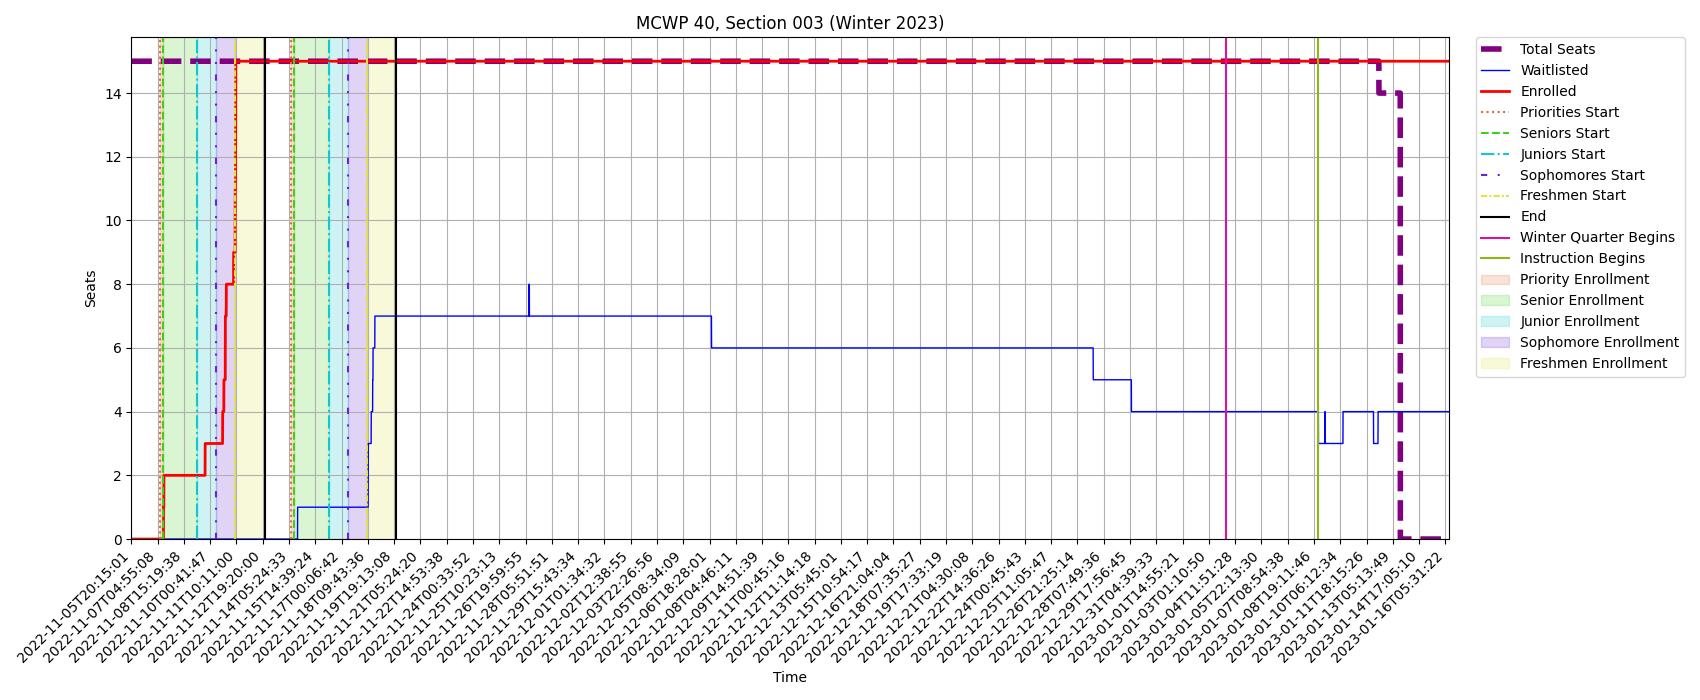 MCWP 40, Section 003 (Winter 2023)
Seats
14
12
10
8
6
4
2
0
2022-11-05T20:15:01
2022-11-07T04:55:08
2022-11-08T15:19:38
2022-11-10T00:41:47
2022-11-11T10:11:00
2022-11-12T19:20:00
2022-11-14T05:24:33
2022-11-15T14:39:24
2022-11-17T00:06:42
2022-11-18T09:43:36
2022-11-19T19:13:08
2022-11-21T05:24:20
2022-11-22T14:53:38
2022-11-24T00:33:52
2022-11-25T10:23:13
2022-11-26T19:59:55
2022-11-28T05:51:51
2022-11-29T15:43:34
2022-12-01T01:34:32
2022-12-02T12:38:55
2022-12-03T22:26:56
2022-12-05T08:34:09
2022-12-06T18:28:01
2022-12-08T04:46:11
2022-12-09T14:51:39
2022-12-11T00:45:16
2022-12-12T11:14:18
2022-12-13T05:45:01
2022-12-15T10:54:17
2022-12-16T21:04:04
2022-12-18T07:35:27
2022-12-19T17:33:19
2022-12-21T04:30:08
2022-12-22T14:36:26
2022-12-24T00:45:43
2022-12-25T11:05:47
2022-12-26T21:25:14
2022-12-28T07:49:36
2022-12-29T17:56:45
2022-12-31T04:39:33
2023-01-01T14:55:21
2023-01-03T01:10:50
2023-01-04T11:51:28
2023-01-05T22:13:30
2023-01-07T08:54:38
2023-01-08T19:11:46
2023-01-10T06:12:34
2023-01-11T18:15:26
2023-01-13T05:13:49
2023-01-14T17:05:10
2023-01-16T05:31:22
Time
Total Seats
Waitlisted
Enrolled
Priorities Start
Seniors Start
Juniors Start
Sophomores Start
Freshmen Start
End
Winter Quarter Begins
Instruction Begins
Priority Enrollment
Senior Enrollment
Junior Enrollment
Sophomore Enrollment
Freshmen Enrollment